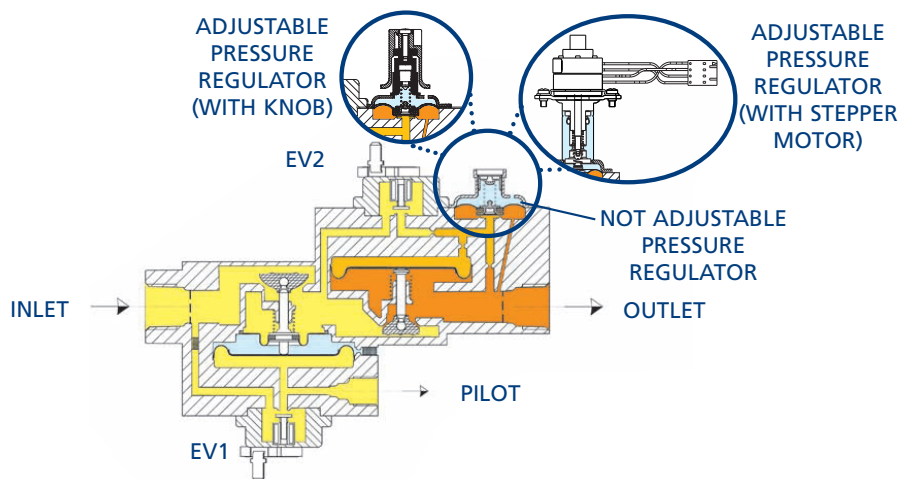 ADJUSTABLE
PRESSURE
REGULATOR
(WITH KNOB)
ADJUSTABLE
PRESSURE
REGULATOR
(WITH STEPPER
MOTOR)
EV2
NOT ADJUSTABLE
PRESSURE
REGULATOR
INLET
OUTLET
PILOT
EV1